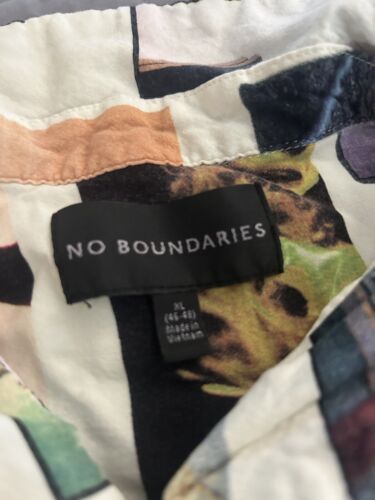 NO BOUNDARIES
XL
(46-48)
Made in
Vietnam